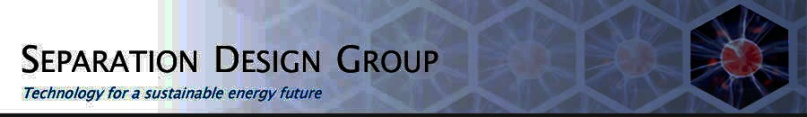 SEPARATION DESIGN GROUP
Technology for a sustainable energy future